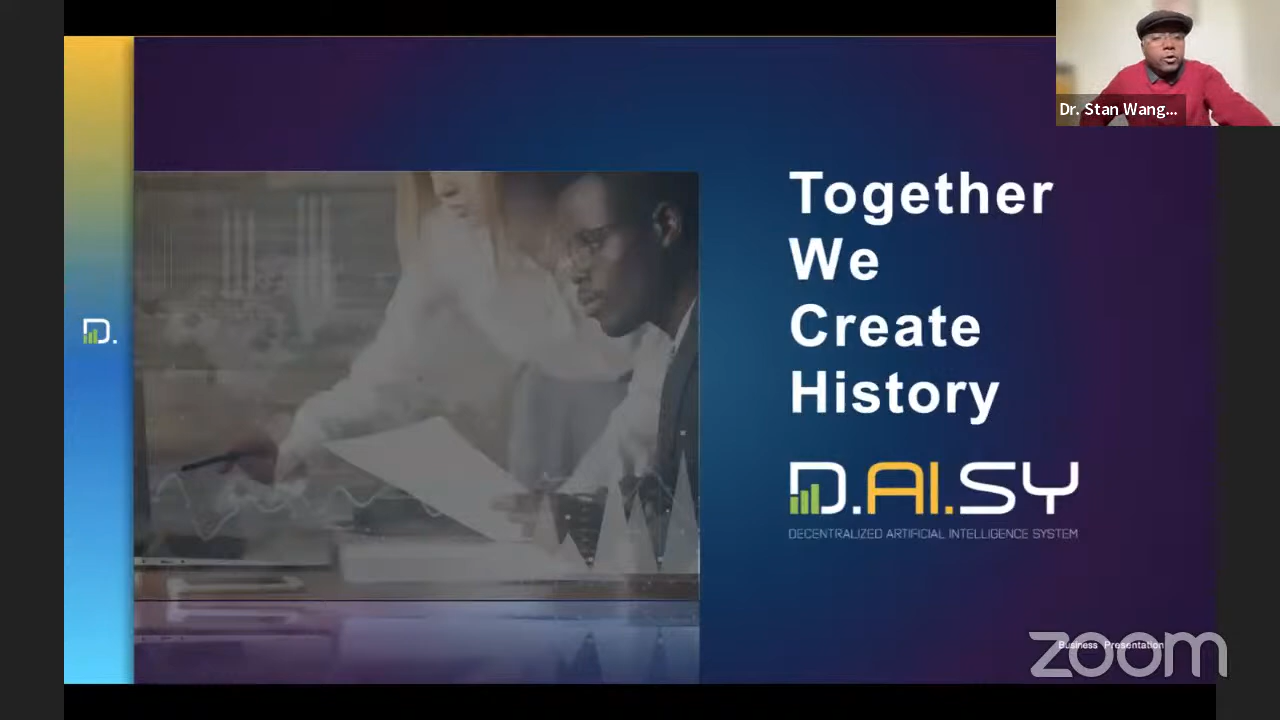 Dr. Stan Wang...
Together
We
Create
History
D.
D.AI.SY
DECENTRALIZED ARTIFICIAL INTELLIGENCE SYSTEM
Business Presentation
zoom